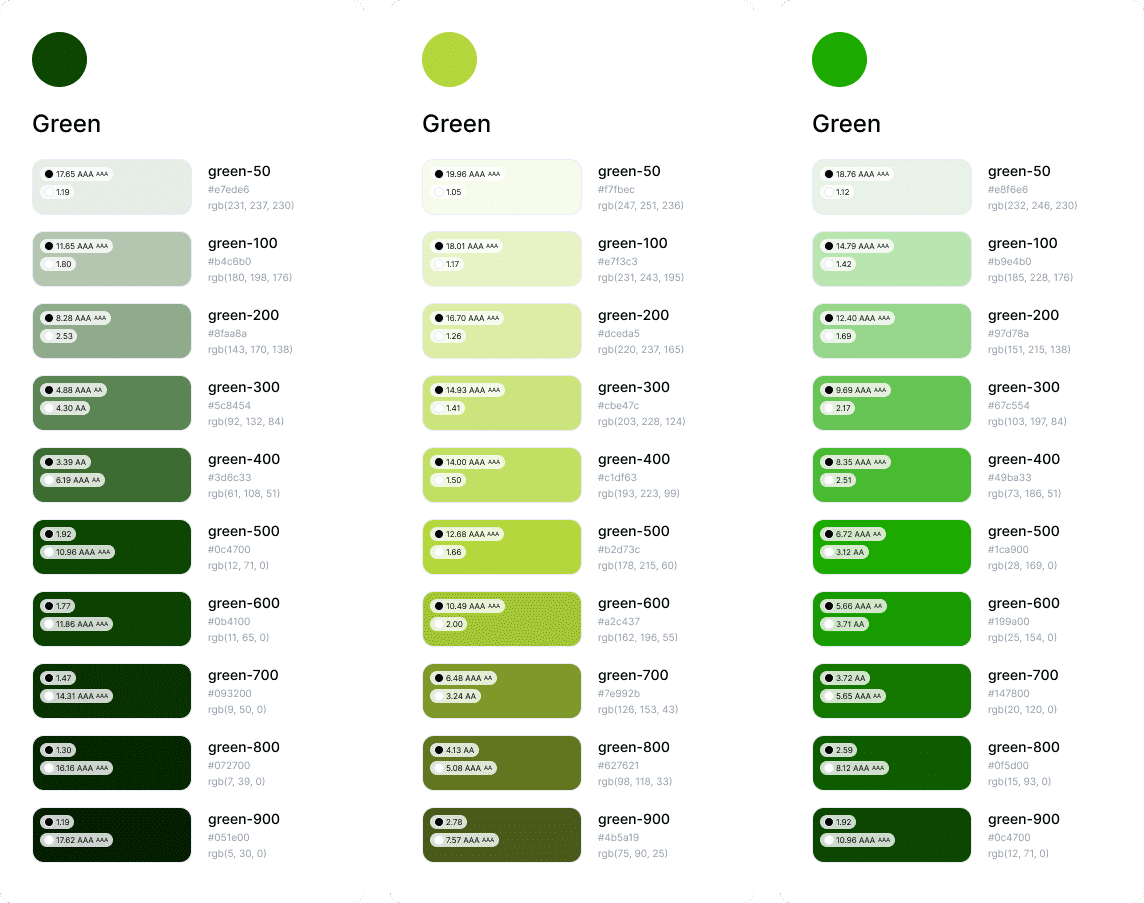 Green
17.65 AAA AAA
1.19
green-50
#e7ede6
rgb(231, 237, 230)
11.65 AAA AAA
1.80
green-100
#b4c6b0
rgb(180, 198, 176)
8.28 AAA AAA
2.53
green-200
#8faa8a
rgb(143, 170, 138)
4.88 AAA AA
4.30 AA
green-300
#5c8454
rgb(92, 132, 84)
3.39 AA
6.19 AAA AA
green-400
#3d6c33
rgb(61, 108, 51)
1.92
10.96 AAA AAA
green-500
#0c4700
rgb(12, 71, 0)
1.77
11.86 AAA AAA
green-600
#0b4100
rgb(11, 65, 0)
1.47
14.31 AAA AAA
green-700
#093200
rgb(9, 50, 0)
1.30
16.16 AAA AAA
green-800
#072700
rgb(7, 39, 0)
1.19
17.62 AAA AAA
green-900
#051e00
rgb(5, 30, 0)
Green
19.96 AAA AAA
1.05
green-50
#f7fbec
rgb(247, 251, 236)
18.01 AAA AAA
1.17
green-100
#e7f3c3
rgb(231, 243, 195)
16.70 AAA AAA
1.26
green-200
#dceda5
rgb(220, 237, 165)
14.93 AAA AAA
1.41
green-300
#cbe47c
rgb(203, 228, 124)
14.00 AAA AAA
1.50
green-400
#c1df63
rgb(193, 223, 99)
12.68 AAA AAA
1.66
green-500
#b2d73c
rgb(178, 215, 60)
10.49 AAA AAA
2.00
green-600
#a2c437
rgb(162, 196, 55)
6.48 AAA AA
3.24 AA
green-700
#7e992b
rgb(126, 153, 43)
4.13 AA
5.08 AAA AA
green-800
#627621
rgb(98, 118, 33)
2.78
7.57 AAA AAA
green-900
#4b5a19
rgb(75, 90, 25)
Green
18.76 AAA AAA
1.12
green-50
#e8f6e6
rgb(232, 246, 230)
14.79 AAA AAA
1.42
green-100
#b9e4b0
rgb(185, 228, 176)
12.40 AAA AAA
1.69
green-200
#97d78a
rgb(151, 215, 138)
9.69 AAA AAA
2.17
green-300
#67c554
rgb(103, 197, 84)
8.35 AAA AAA
2.51
green-400
#49ba33
rgb(73, 186, 51)
6.72 AAA AA
3.12 AA
green-500
#1ca900
rgb(28, 169, 0)
5.66 AAA AA
3.71 AA
green-600
#199a00
rgb(25, 154, 0)
3.72 AA
5.65 AAA AA
green-700
#147800
rgb(20, 120, 0)
2.59
8.12 AAA AAA
green-800
#0f5d00
rgb(15, 93, 0)
1.92
10.96 AAA AAA
green-900
#0c4700
rgb(12, 71, 0)